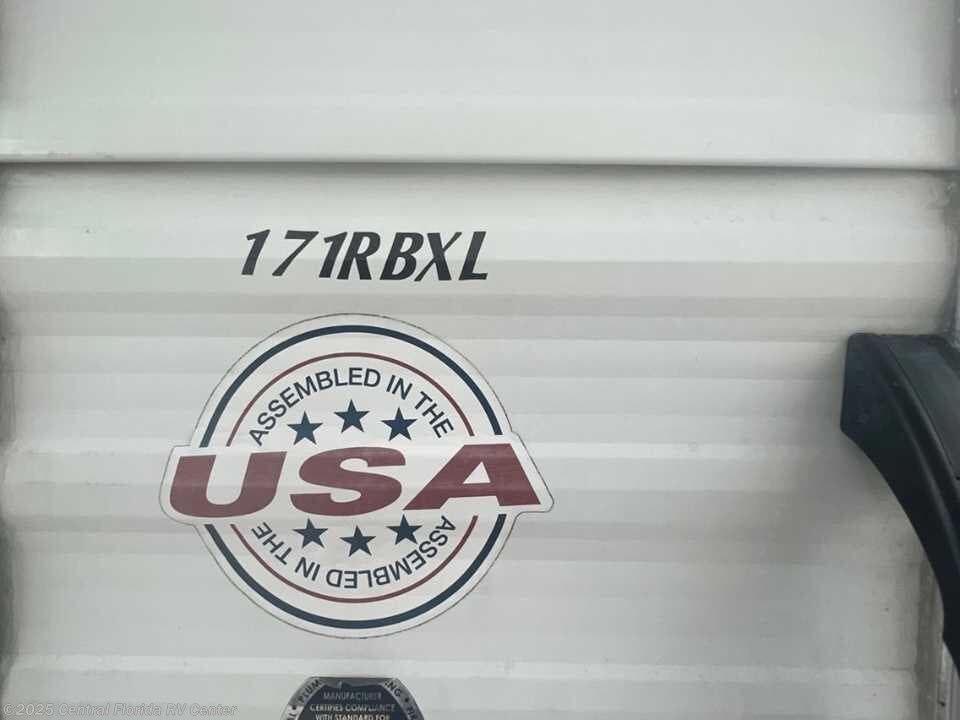 171RBXL
ASSEMBLED IN THE
USA
ASSEMBLED IN THE
MANUFACTURER
CERTIFIES COMPLIANCE
WITH STANDARD FOR
©2025 Central Florida RV Center